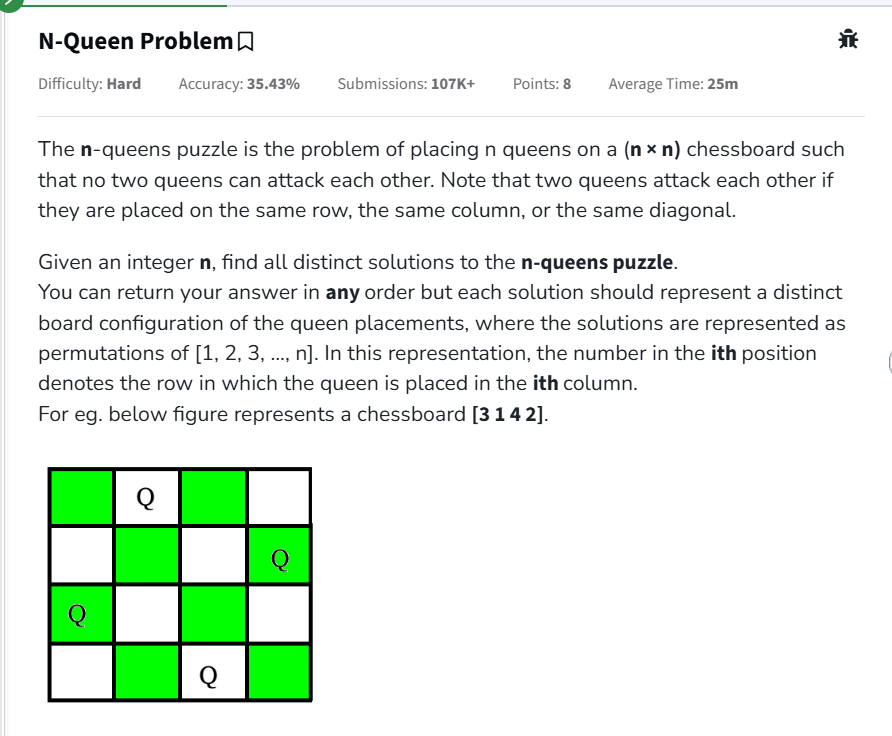 N-Queen Problem
Difficulty: Hard Accuracy: 35.43% Submissions: 107K+ Points: 8 Average Time: 25m
The n-queens puzzle is the problem of placing n queens on a (n × n) chessboard such
that no two queens can attack each other. Note that two queens attack each other if
they are placed on the same row, the same column, or the same diagonal.
Given an integer n, find all distinct solutions to the n-queens puzzle.
You can return your answer in any order but each solution should represent a distinct
board configuration of the queen placements, where the solutions are represented as
permutations of [1, 2, 3, ..., n]. In this representation, the number in the ith position
denotes the row in which the queen is placed in the ith column.
For eg. below figure represents a chessboard [3 1 4 2].
Q
Q
Q
Q